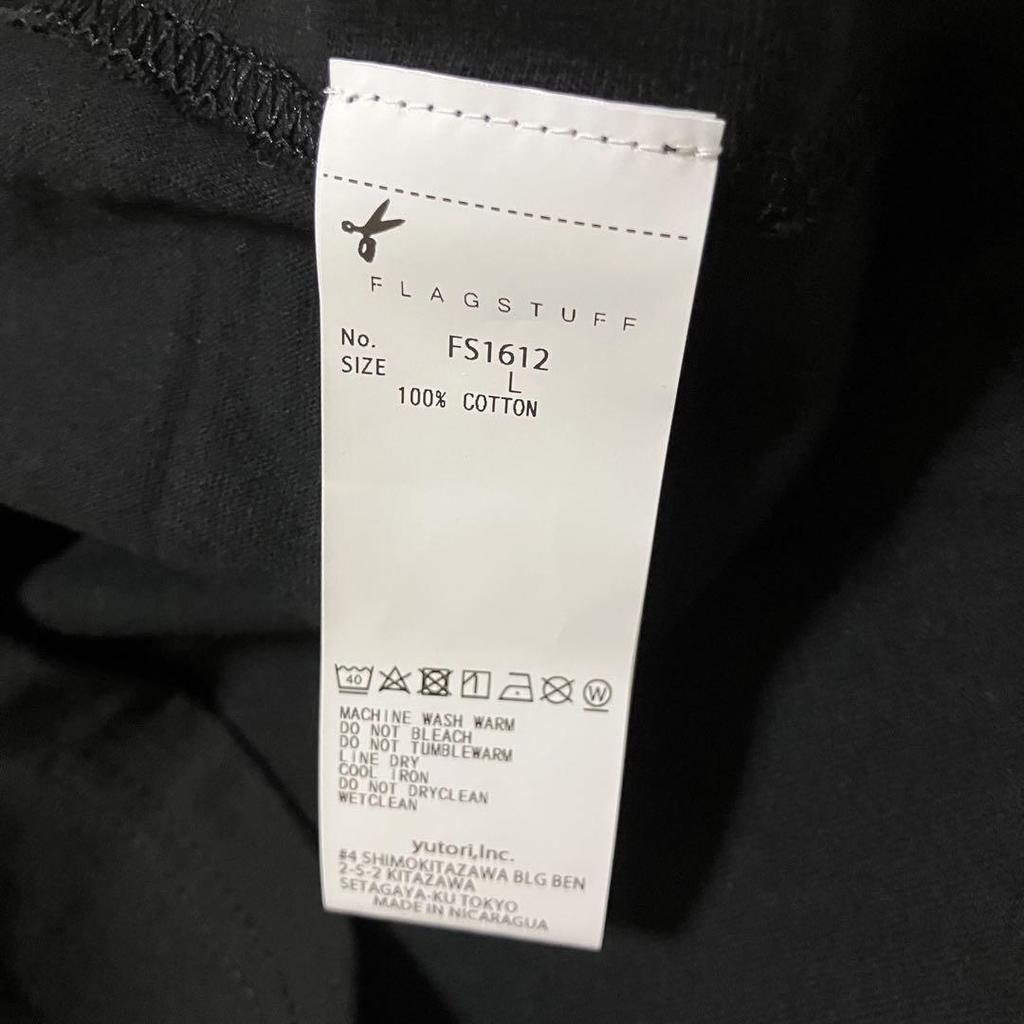 FLAGSTUFF
No. FS1612
SIZE L
100% COTTON
40
W
MACHINE WASH WARM
DO NOT BLEACH
DO NOT TUMBLEWARM
LINE DRY
COOL IRON
DO NOT DRYCLEAN
WETCLEAN
yutori,Inc.
#4 SHIMOKITAZAWA BLG BEN
2-5-2 KITAZAWA
SETAGAYA-KU TOKYO
MADE IN NICARAGUA